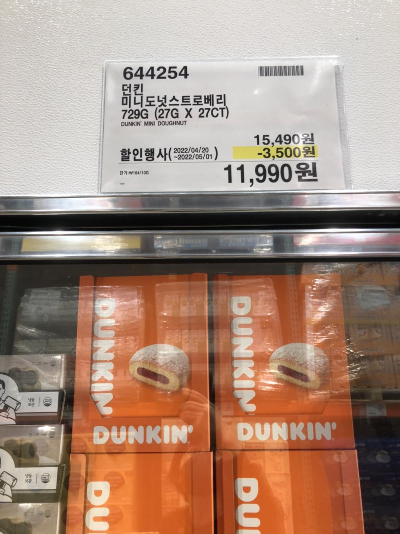 644254
던킨
미니도넛스트로베리
729G (27G X 27CT)
DUNKIN' MINI DOUGHNUT
15,490원
할인행사(2022/04/20 ~2022/05/01) -3,500원
11,990원
DUNKIN'
DUNKIN'
DUNKIN'
DUNKIN'
DU
DU